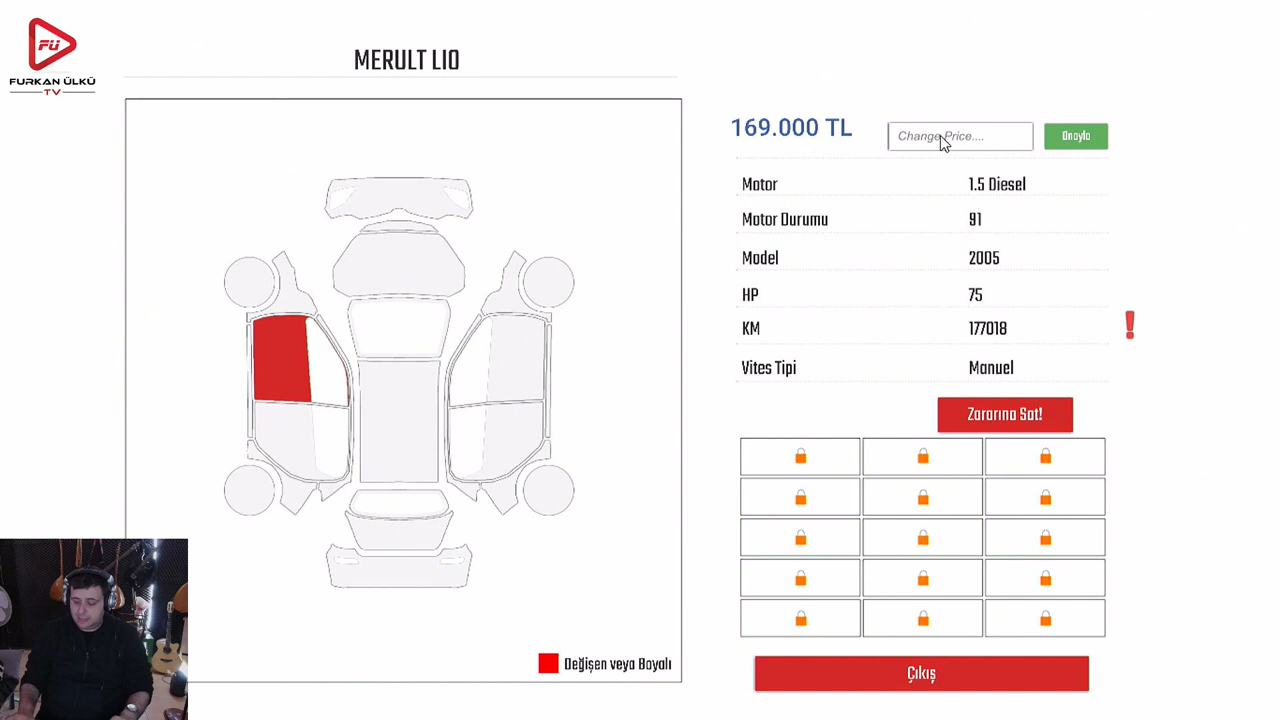 FU
FURKAN ÜLKÜ
TV
MERULT LIO
169.000 TL
Change Price....
Onayla
Motor 1.5 Diesel
Motor Durumu 91
Model 2005
HP 75
KM 177018
Vites Tipi Manuel
Zararına Sat!
Değişen veya Boyalı
Çıkış